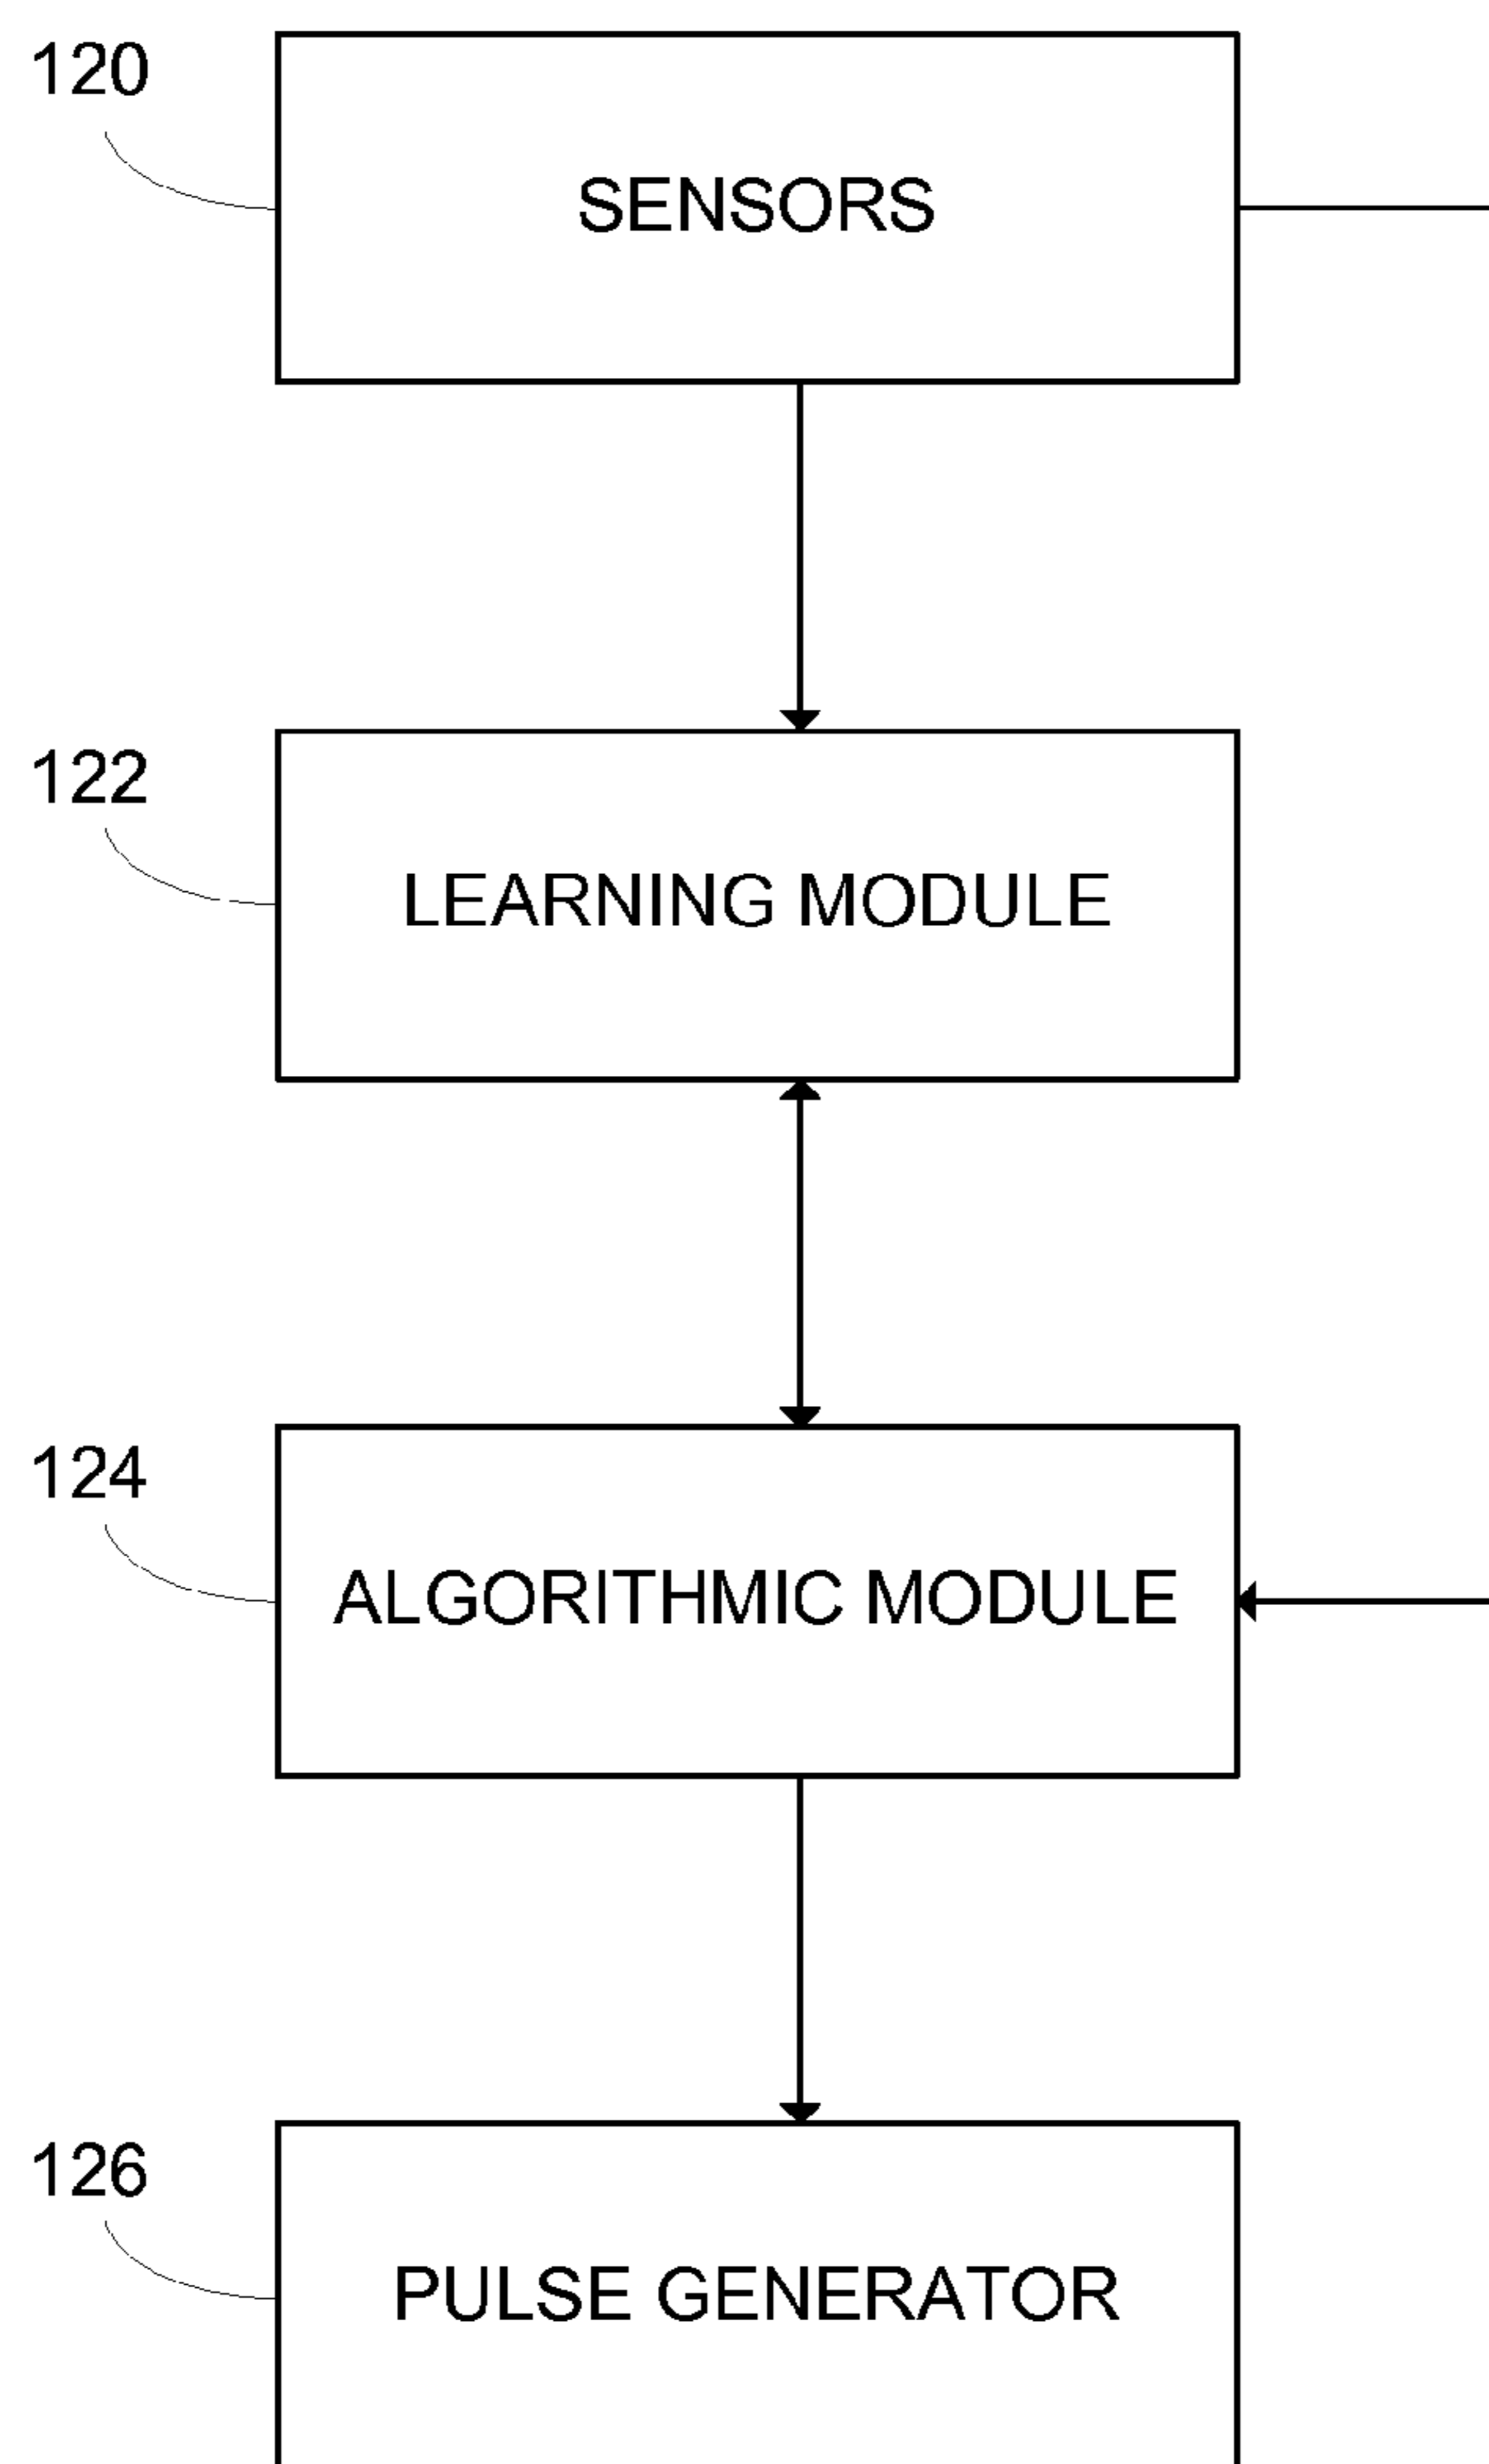 120
SENSORS
122
LEARNING MODULE
124
ALGORITHMIC MODULE
126
PULSE GENERATOR